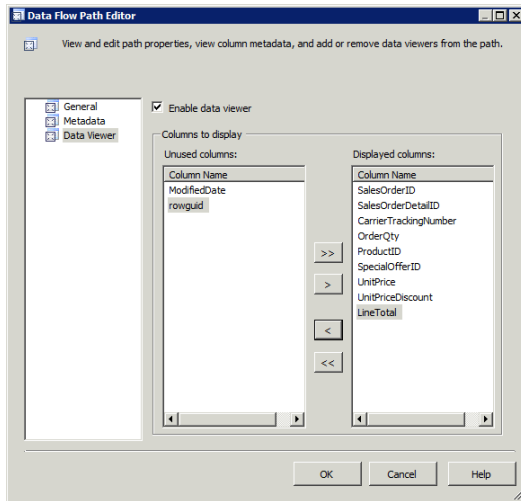 Data Flow Path Editor
View and edit path properties, view column metadata, and add or remove data viewers from the path.
General
Metadata
Data Viewer
Enable data viewer
Columns to display
Unused columns:
Displayed columns:
Column Name
ModifiedDate
rowguid
>>
>
<
<<
Column Name
SalesOrderID
SalesOrderDetailID
CarrierTrackingNumber
OrderQty
ProductID
SpecialOfferID
UnitPrice
UnitPriceDiscount
LineTotal
OK
Cancel
Help